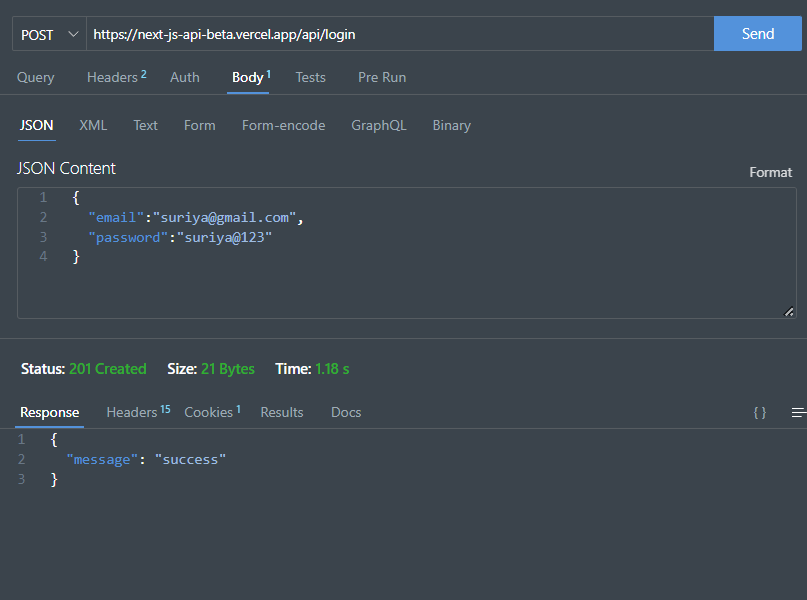 POST https://next-js-api-beta.vercel.app/api/login Send
Query Headers 2 Auth Body 1 Tests Pre Run
JSON XML Text Form Form-encode GraphQL Binary
JSON Content
Format
1 {
2 "email":"suriya@gmail.com",
3 "password":"suriya@123"
4 }
Status: 201 Created Size: 21 Bytes Time: 1.18 s
Response Headers 15 Cookies 1 Results Docs { }
1 {
2 "message": "success"
3 }